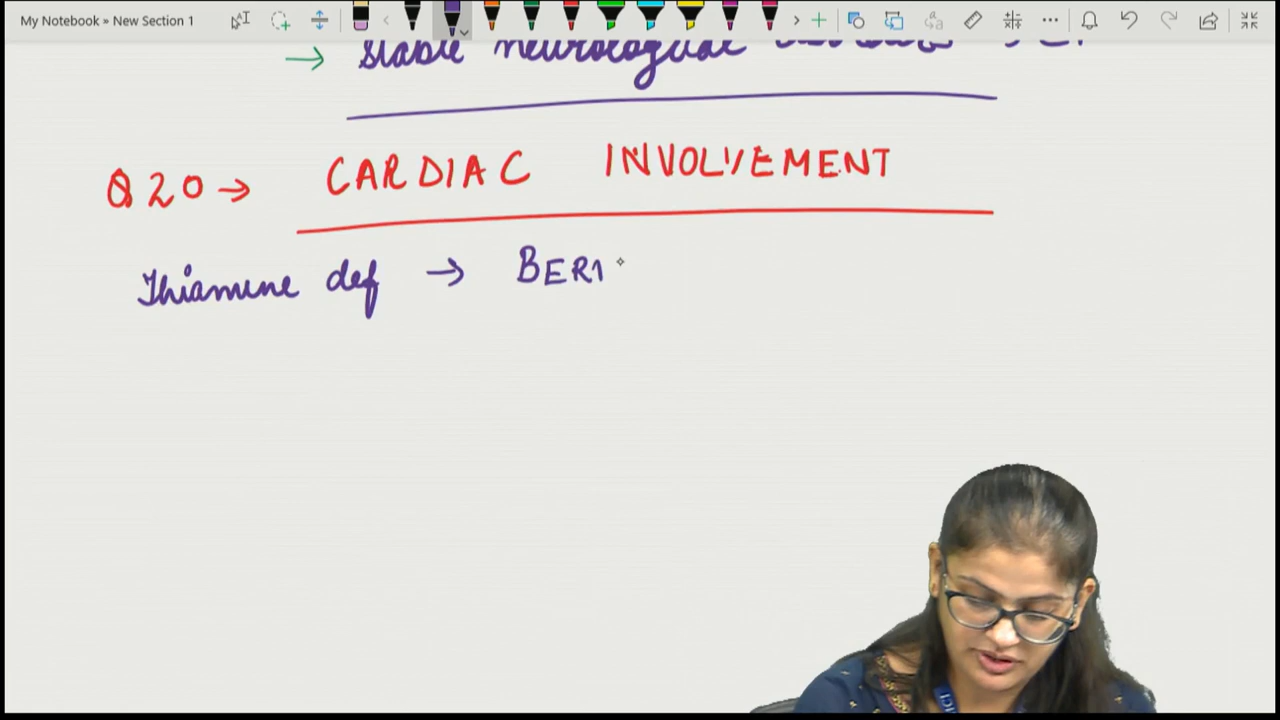 My Notebook » New Section 1
→ stable neurological
Q20 → CARDIAC INVOLVEMENT
Thiamine def → BERI